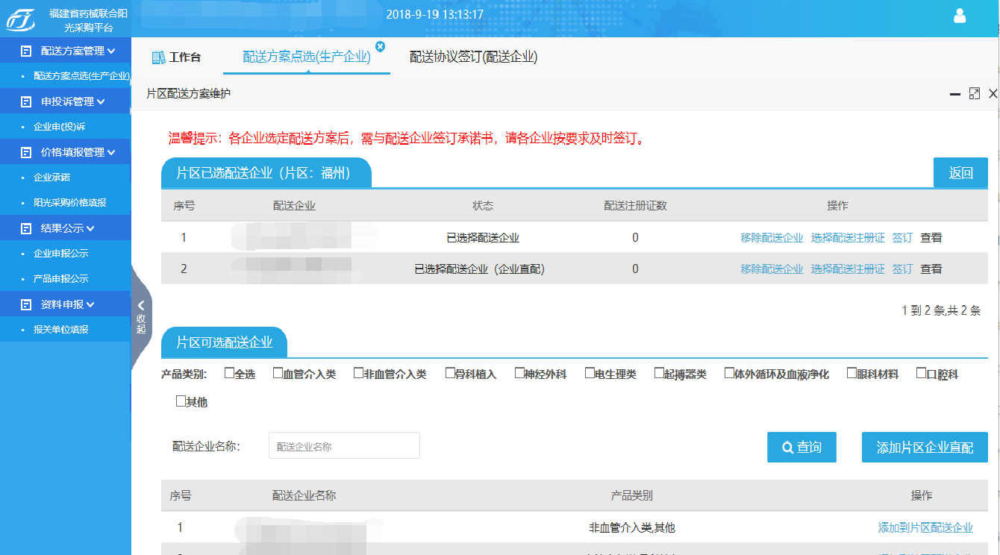 福建省药械联合阳
光采购平台
2018-9-19 13:13:17
配送方案管理
配送方案点选(生产企业)
申投诉管理
企业申(投)诉
价格填报管理
企业承诺
阳光采购价格填报
结果公示
企业申报公示
产品申报公示
资料申报
报关单位填报
收起
工作台 配送方案点选(生产企业) 配送协议签订(配送企业)
片区配送方案维护
温馨提示：各企业选定配送方案后，需与配送企业签订承诺书，请各企业按要求及时签订。
片区已选配送企业（片区：福州） 返回
序号 配送企业 状态 配送注册证数 操作
1 已选择配送企业 0 移除配送企业 选择配送注册证 签订 查看
2 已选择配送企业（企业直配） 0 移除配送企业 选择配送注册证 签订 查看
1 到 2 条,共 2 条
片区可选配送企业
产品类别: 全选 血管介入类 非血管介入类 骨科植入 神经外科 电生理类 起搏器类 体外循环及血液净化 眼科材料 口腔科
其他
配送企业名称: 配送企业名称 查询 添加片区企业直配
序号 配送企业名称 产品类别 操作
1 非血管介入类,其他 添加到片区配送企业